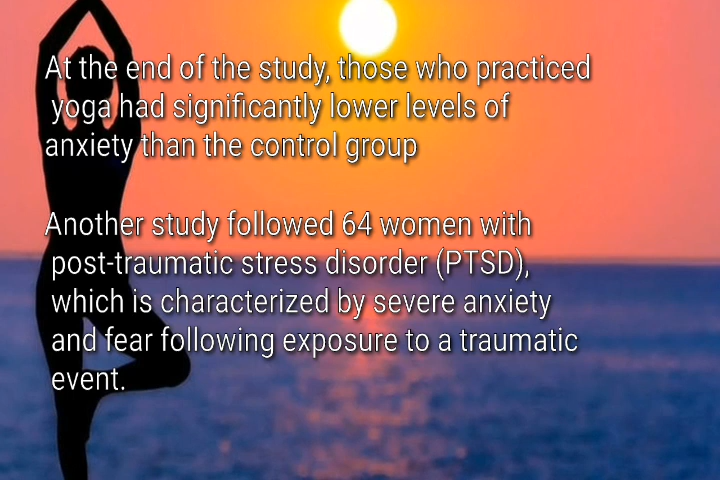 At the end of the study, those who practiced
yoga had significantly lower levels of
anxiety than the control group
Another study followed 64 women with
post-traumatic stress disorder (PTSD),
which is characterized by severe anxiety
and fear following exposure to a traumatic
event.